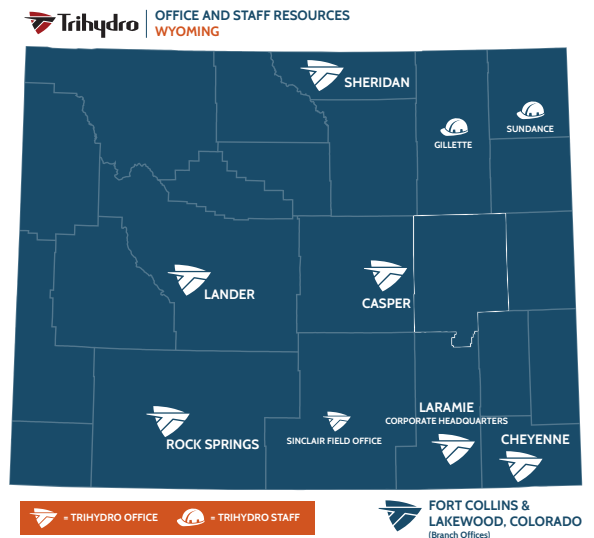 Trihydro
OFFICE AND STAFF RESOURCES
WYOMING
SHERIDAN
GILLETTE
SUNDANCE
LANDER
CASPER
ROCK SPRINGS
SINCLAIR FIELD OFFICE
LARAMIE
CORPORATE HEADQUARTERS
CHEYENNE
= TRIHYDRO OFFICE
= TRIHYDRO STAFF
FORT COLLINS &
LAKEWOOD, COLORADO
(Branch Offices)